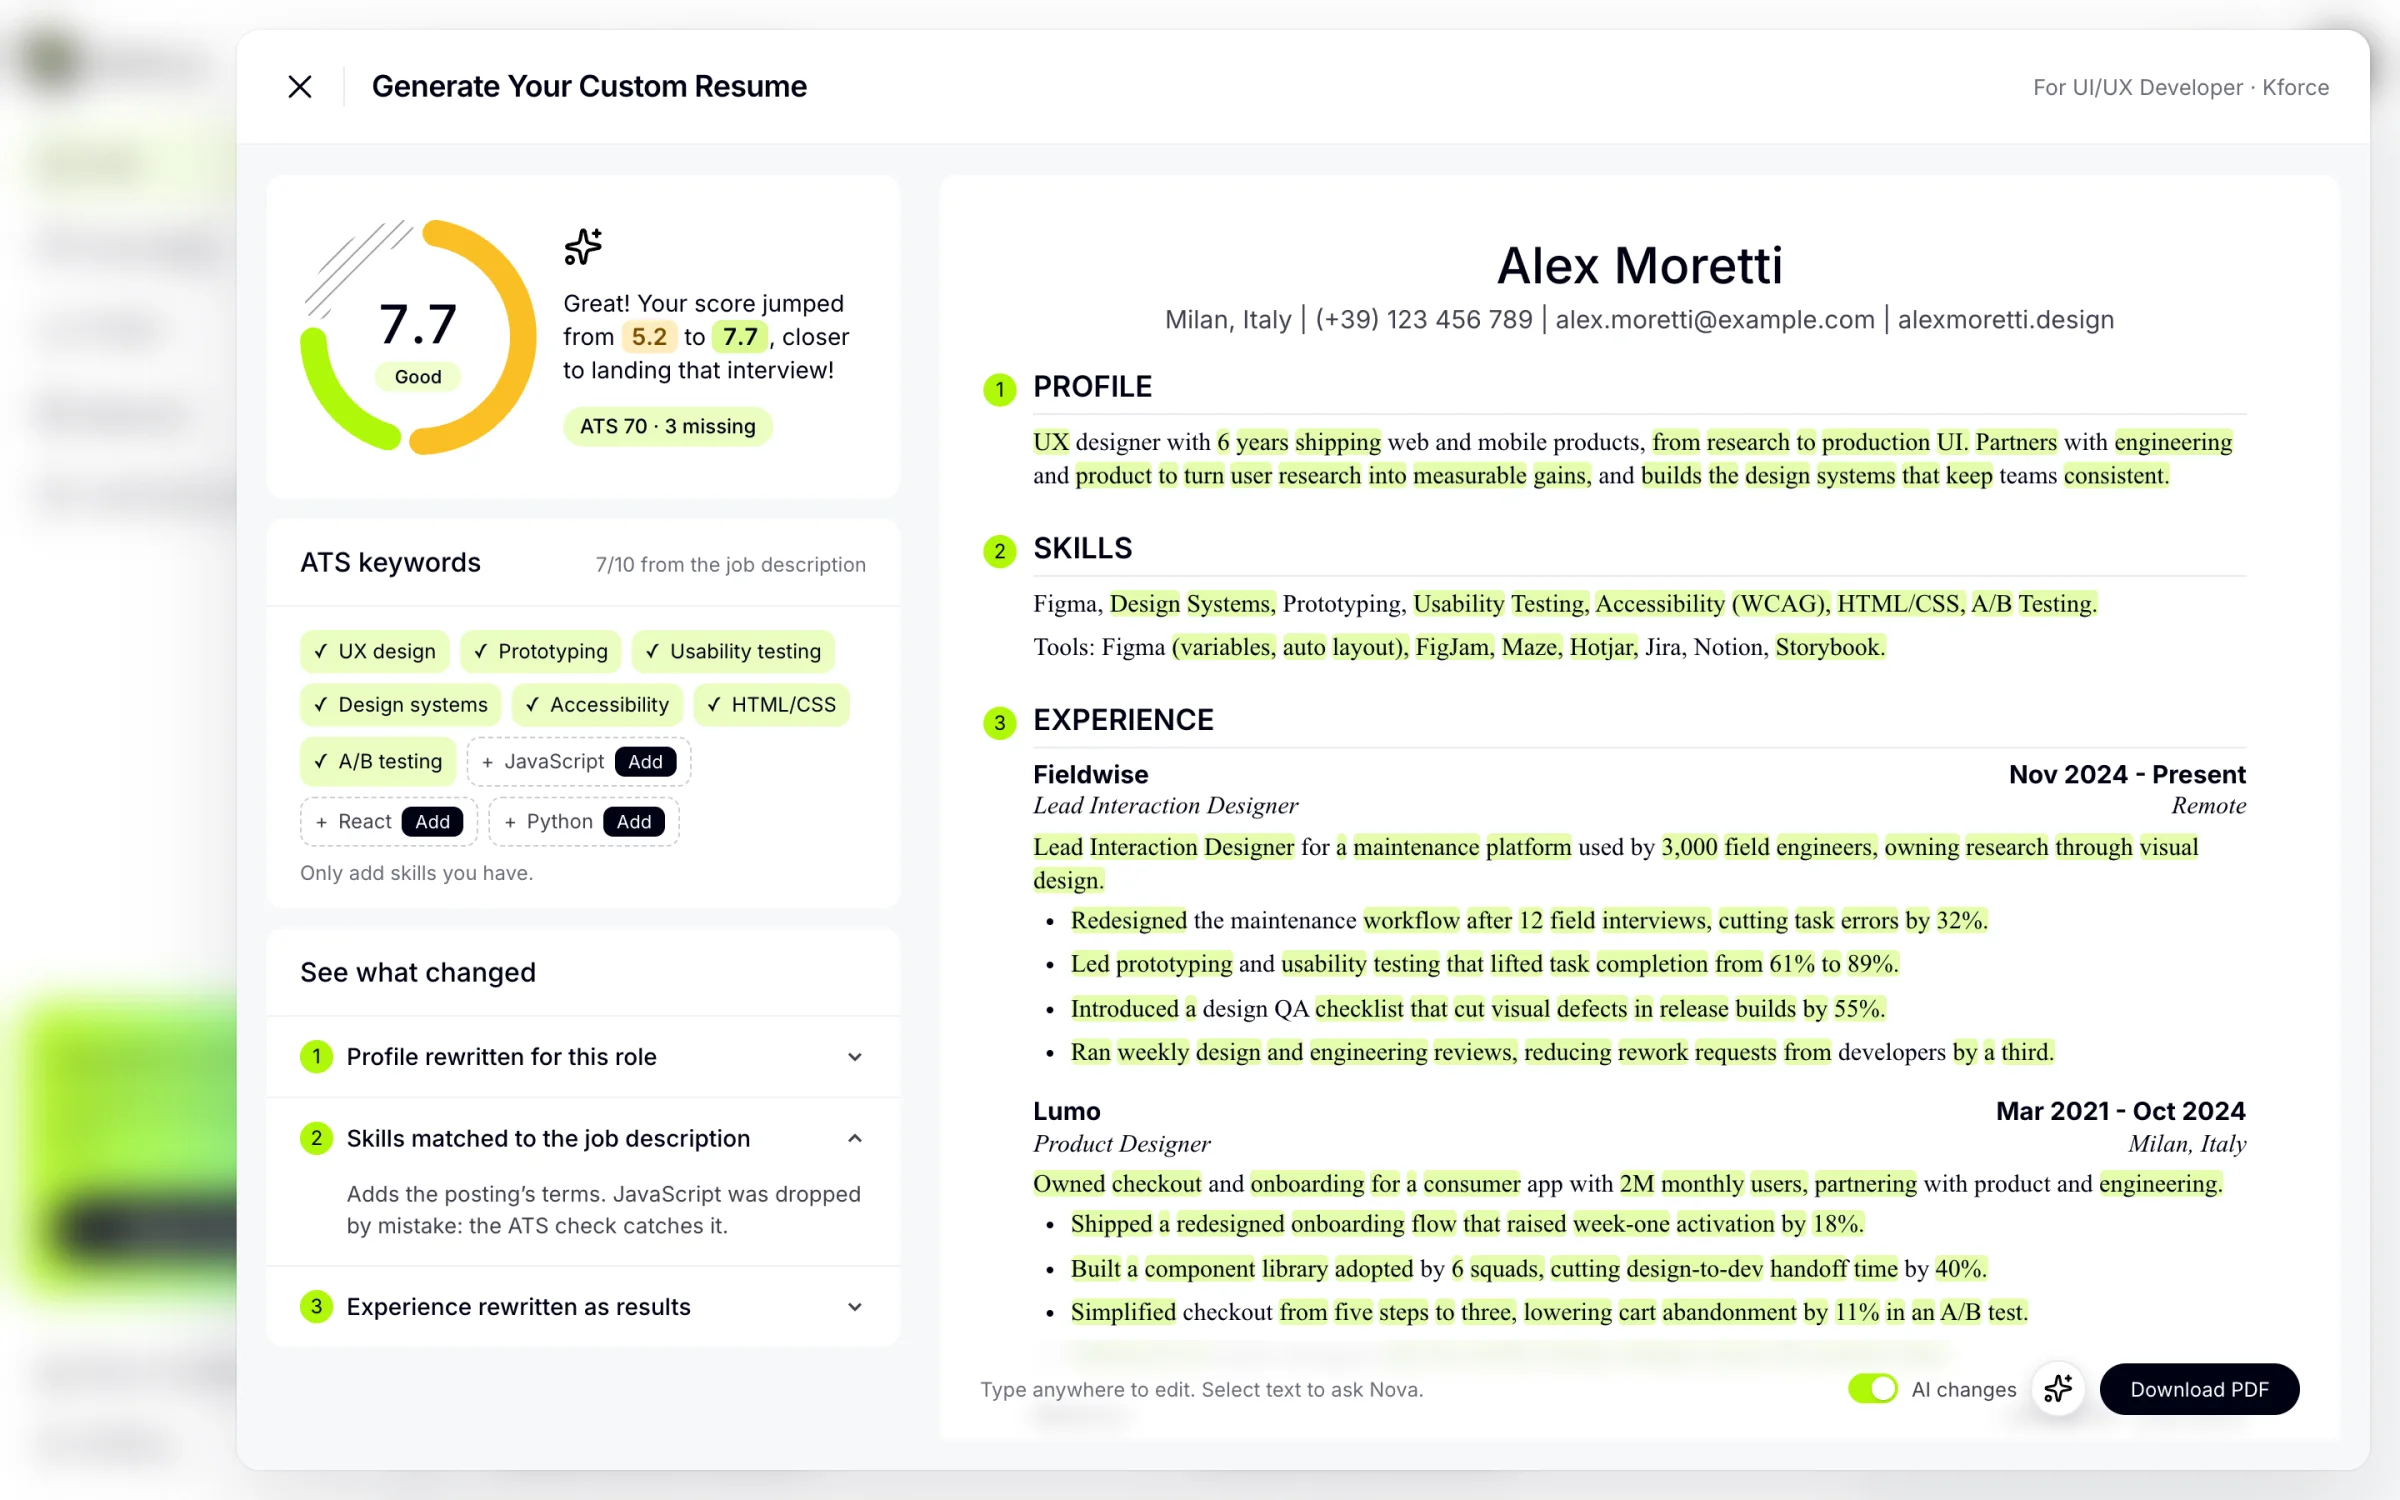 Generate Your Custom Resume
For UI/UX Developer · Kforce
7.7
Good
Great! Your score jumped
from 5.2 to 7.7, closer
to landing that interview!
ATS 70 · 3 missing
ATS keywords
7/10 from the job description
✓ UX design ✓ Prototyping ✓ Usability testing
✓ Design systems ✓ Accessibility ✓ HTML/CSS
✓ A/B testing + JavaScript Add
+ React Add + Python Add
Only add skills you have.
See what changed
1 Profile rewritten for this role
2 Skills matched to the job description
Adds the posting’s terms. JavaScript was dropped
by mistake: the ATS check catches it.
3 Experience rewritten as results
Alex Moretti
Milan, Italy | (+39) 123 456 789 | alex.moretti@example.com | alexmoretti.design
1 PROFILE
UX designer with 6 years shipping web and mobile products, from research to production UI. Partners with engineering
and product to turn user research into measurable gains, and builds the design systems that keep teams consistent.
2 SKILLS
Figma, Design Systems, Prototyping, Usability Testing, Accessibility (WCAG), HTML/CSS, A/B Testing.
Tools: Figma (variables, auto layout), FigJam, Maze, Hotjar, Jira, Notion, Storybook.
3 EXPERIENCE
Fieldwise Nov 2024 - Present
Lead Interaction Designer Remote
Lead Interaction Designer for a maintenance platform used by 3,000 field engineers, owning research through visual
design.
• Redesigned the maintenance workflow after 12 field interviews, cutting task errors by 32%.
• Led prototyping and usability testing that lifted task completion from 61% to 89%.
• Introduced a design QA checklist that cut visual defects in release builds by 55%.
• Ran weekly design and engineering reviews, reducing rework requests from developers by a third.
Lumo Mar 2021 - Oct 2024
Product Designer Milan, Italy
Owned checkout and onboarding for a consumer app with 2M monthly users, partnering with product and engineering.
• Shipped a redesigned onboarding flow that raised week-one activation by 18%.
• Built a component library adopted by 6 squads, cutting design-to-dev handoff time by 40%.
• Simplified checkout from five steps to three, lowering cart abandonment by 11% in an A/B test.
Type anywhere to edit. Select text to ask Nova.
AI changes
Download PDF